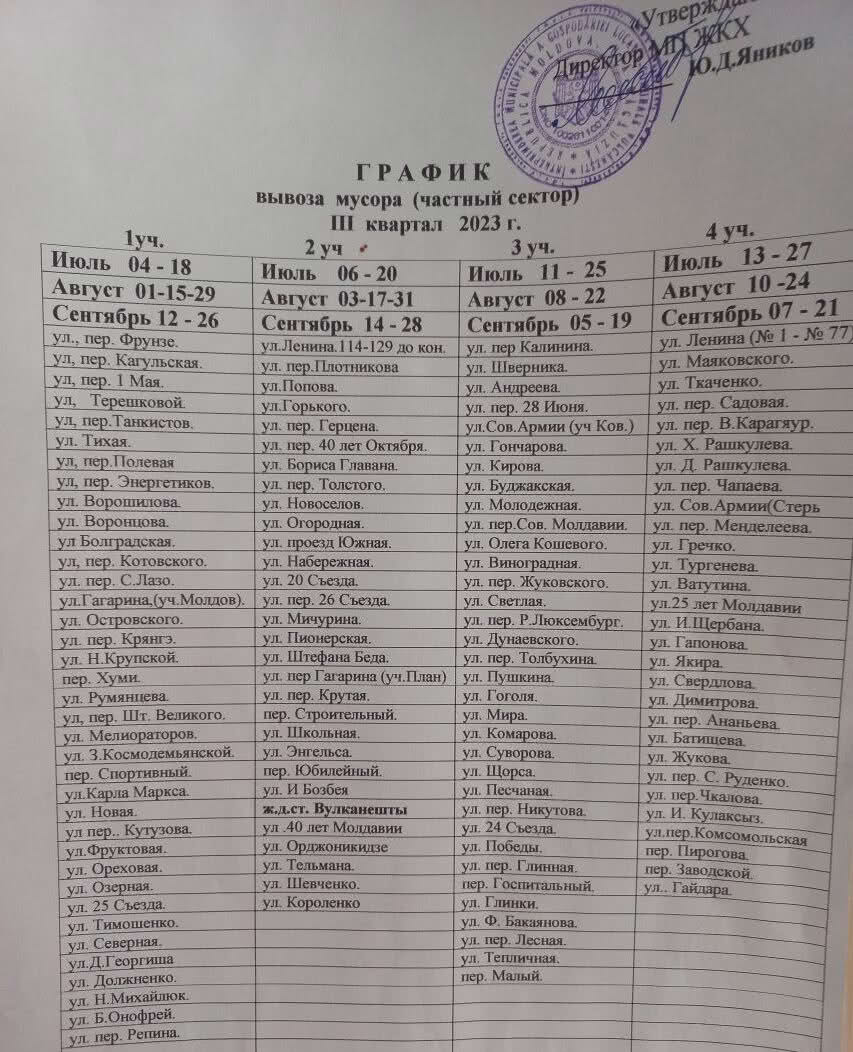 «Утверждаю
Директор МП ЖКХ
Ю.Д.Яников
REPUBLICA MOLDOVA
Г Р А Ф И К
вывоза мусора (частный сектор)
III квартал 2023 г.
1уч.
Июль 04 - 18
Август 01-15-29
Сентябрь 12 - 26
ул., пер. Фрунзе.
ул, пер. Кагульская.
ул, пер. 1 Мая.
ул, Терешковой.
ул, пер.Танкистов.
ул. Тихая.
ул, пер.Полевая
ул, пер. Энергетиков.
ул. Ворошилова.
ул. Воронцова.
ул Болградская.
ул, пер. Котовского.
ул. пер. С.Лазо.
ул.Гагарина,(уч.Молдов).
ул. Островского.
ул. пер. Крянгэ.
ул. Н.Крупской.
пер. Хуми.
ул. Румянцева.
ул, пер. Шт. Великого.
ул. Мелиораторов.
ул. З.Космодемьянской.
пер. Спортивный.
ул.Карла Маркса.
ул. Новая.
ул пер.. Кутузова.
ул.Фруктовая.
ул. Ореховая.
ул. Озерная.
ул. 25 Съезда.
ул. Тимошенко.
ул. Северная.
ул.Д.Георгиша
ул. Должненко.
ул. Н.Михайлюк.
ул. Б.Онофрей.
ул. пер. Репина.
2 уч
Июль 06 - 20
Август 03-17-31
Сентябрь 14 - 28
ул.Ленина.114-129 до кон.
ул. пер.Плотникова
ул.Попова.
ул.Горького.
ул. пер. Герцена.
ул. пер. 40 лет Октября.
ул. Бориса Главана.
ул. пер. Толстого.
ул. Новоселов.
ул. Огородная.
ул. проезд Южная.
ул. Набережная.
ул. 20 Съезда.
ул. пер. 26 Съезда.
ул. Мичурина.
ул. Пионерская.
ул. Штефана Беда.
ул. пер Гагарина (уч.План)
ул. пер. Крутая.
пер. Строительный.
ул. Школьная.
ул. Энгельса.
пер. Юбилейный.
ул. И Бозбея
ж.д.ст. Вулканешты
ул .40 лет Молдавии
ул. Орджоникидзе
ул. Тельмана.
ул. Шевченко.
ул. Короленко
3 уч.
Июль 11 - 25
Август 08 - 22
Сентябрь 05 - 19
ул. пер Калинина.
ул. Шверника.
ул. Андреева.
ул. пер. 28 Июня.
ул.Сов.Армии (уч Ков.)
ул. Гончарова.
ул. Кирова.
ул. Буджакская.
ул. Молодежная.
ул. пер.Сов. Молдавии.
ул. Олега Кошевого.
ул. Виноградная.
ул. пер. Жуковского.
ул. Светлая.
ул. пер. Р.Люксембург.
ул. Дунаевского.
ул. пер. Толбухина.
ул. Пушкина.
ул. Гоголя.
ул. Мира.
ул. Комарова.
ул. Суворова.
ул. Щорса.
ул. Песчаная.
ул. пер. Никутова.
ул. 24 Съезда.
ул. Победы.
ул. пер. Глинная.
пер. Госпитальный.
ул. Глинки.
ул. Ф. Бакаянова.
ул. пер. Лесная.
ул. Тепличная.
пер. Малый.
4 уч.
Июль 13 - 27
Август 10 -24
Сентябрь 07 - 21
ул. Ленина (№ 1 - № 77)
ул. Маяковского.
ул. Ткаченко.
ул. пер. Садовая.
ул. пер. В.Карагяур.
ул. Х. Рашкулева.
ул. Д. Рашкулева.
ул. пер. Чапаева.
ул. Сов.Армии(Стерь
ул. пер. Менделеева.
ул. Гречко.
ул. Тургенева.
ул. Ватутина.
ул.25 лет Молдавии
ул. И.Щербана.
ул. Гапонова.
ул. Якира.
ул. Свердлова.
ул. Димитрова.
ул. пер. Ананьева.
ул. Батищева.
ул. Жукова.
ул. пер. С. Руденко.
ул. пер.Чкалова.
ул. И. Кулаксыз.
ул.пер.Комсомольская
пер. Пирогова.
пер. Заводской.
ул.. Гайдара.